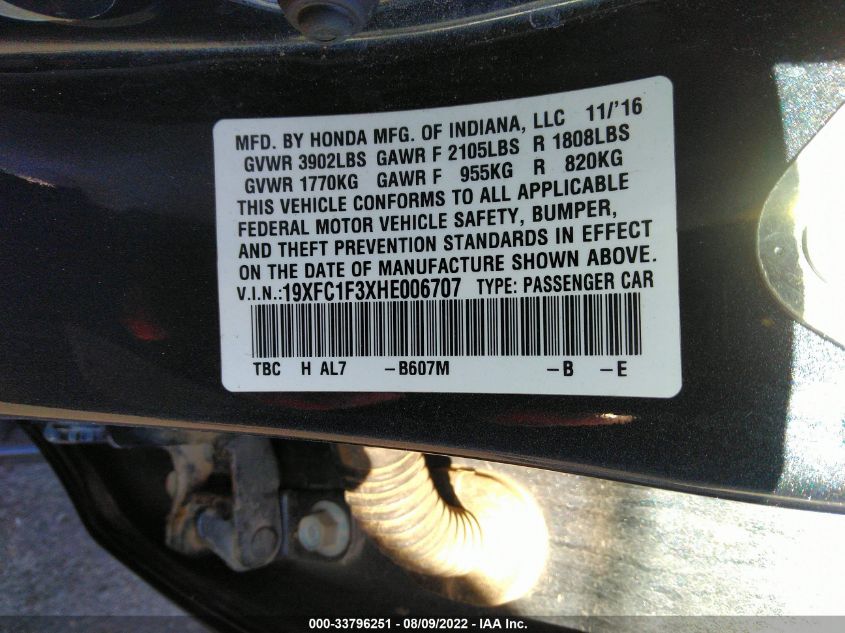 MFD. BY HONDA MFG. OF INDIANA, LLC 11/'16
GVWR 3902LBS GAWR F 2105LBS R 1808LBS
GVWR 1770KG GAWR F 955KG R 820KG
THIS VEHICLE CONFORMS TO ALL APPLICABLE
FEDERAL MOTOR VEHICLE SAFETY, BUMPER,
AND THEFT PREVENTION STANDARDS IN EFFECT
ON THE DATE OF MANUFACTURE SHOWN ABOVE.
V.I.N.:19XFC1F3XHE006707 TYPE: PASSENGER CAR
TBC H AL7 -B607M -B -E
000-33796251 - 08/09/2022 - IAA Inc.